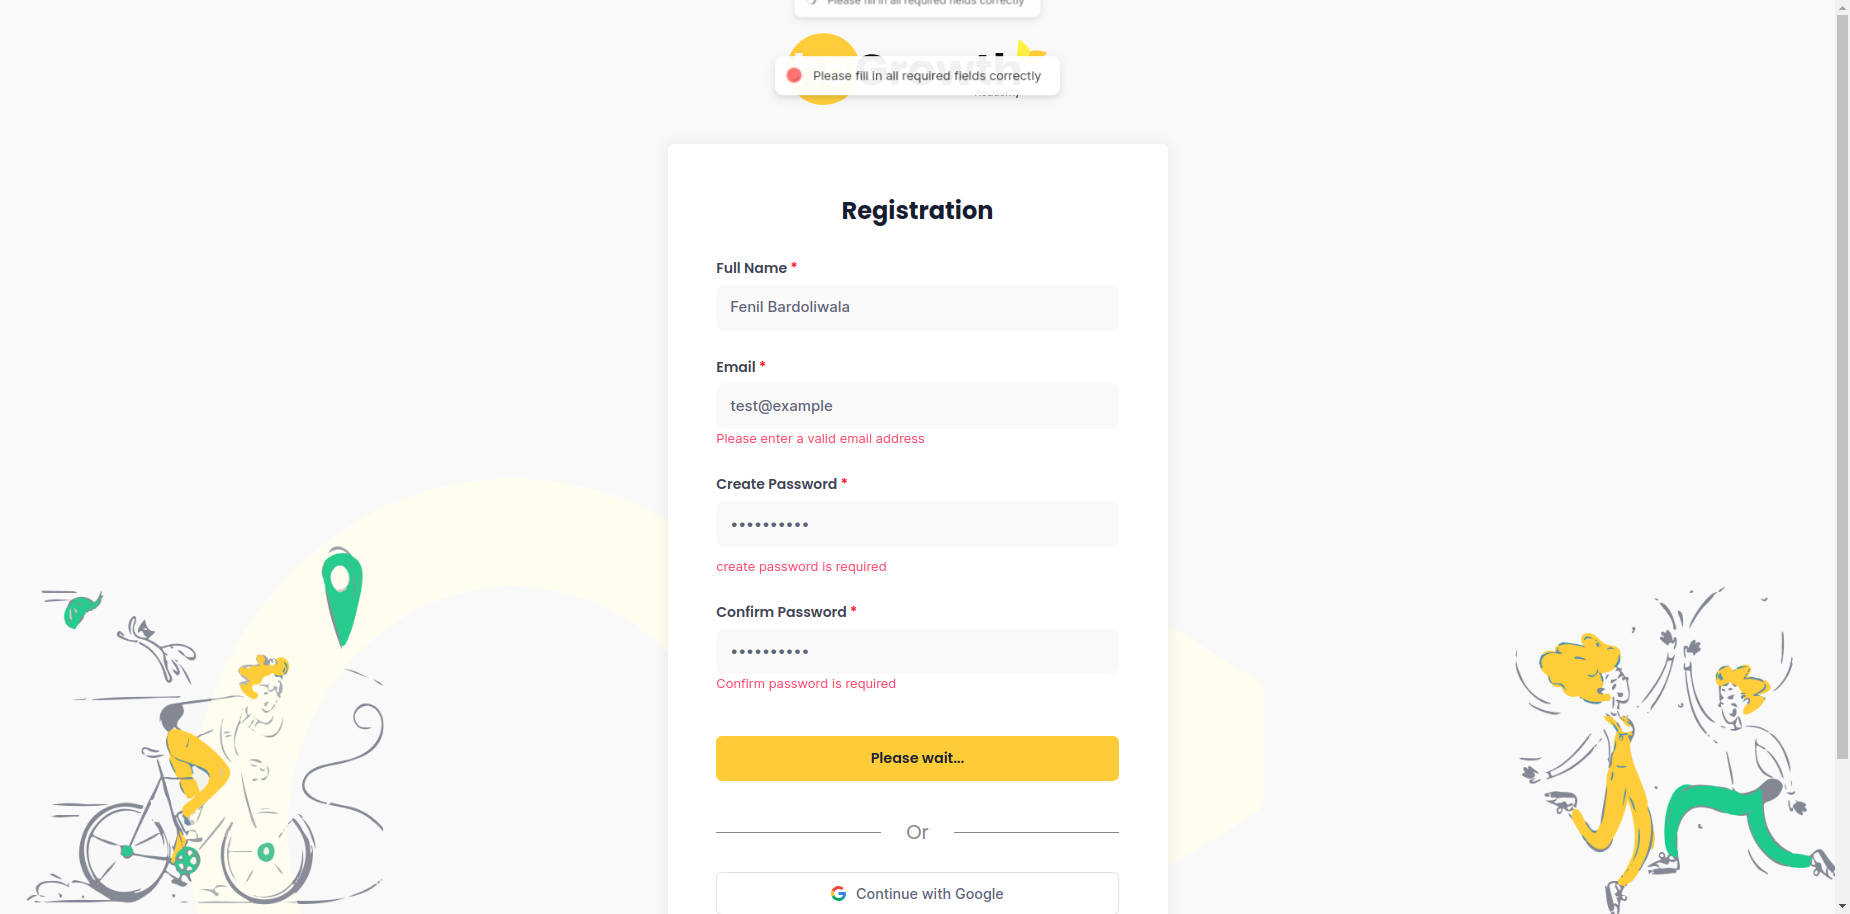 Please fill in all required fields correctly
Growth
Please fill in all required fields correctly
Academy
Registration
Full Name *
Fenil Bardoliwala
Email *
test@example
Please enter a valid email address
Create Password *
••••••••••
create password is required
Confirm Password *
••••••••••
Confirm password is required
Please wait...
Or
Continue with Google